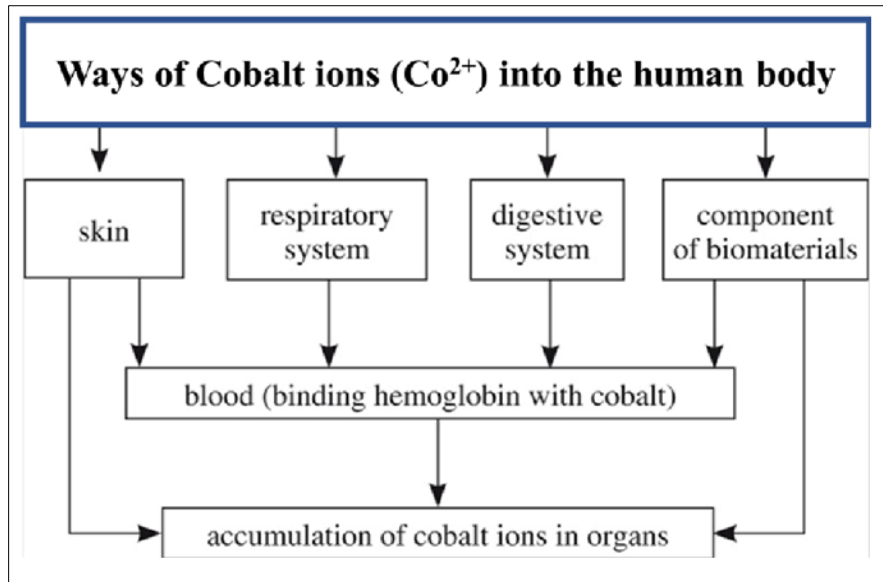 Ways of Cobalt ions (Co²⁺) into the human body
skin
respiratory
system
digestive
system
component
of biomaterials
blood (binding hemoglobin with cobalt)
accumulation of cobalt ions in organs